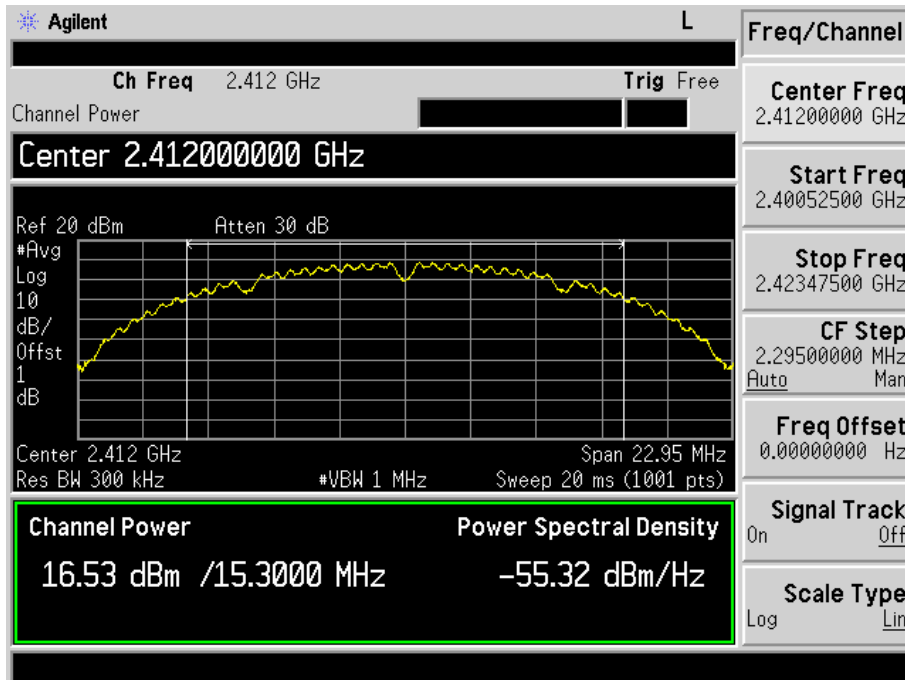 Agilent L
Ch Freq 2.412 GHz Trig Free
Channel Power
Center 2.412000000 GHz
Ref 20 dBm Atten 30 dB
#Avg
Log
10
dB/
Offst
1
dB
Center 2.412 GHz Span 22.95 MHz
Res BW 300 kHz #VBW 1 MHz Sweep 20 ms (1001 pts)
Channel Power Power Spectral Density
16.53 dBm /15.3000 MHz -55.32 dBm/Hz
Freq/Channel
Center Freq
2.41200000 GHz
Start Freq
2.40052500 GHz
Stop Freq
2.42347500 GHz
CF Step
2.29500000 MHz
Auto Man
Freq Offset
0.00000000 Hz
Signal Track
On Off
Scale Type
Log Lin